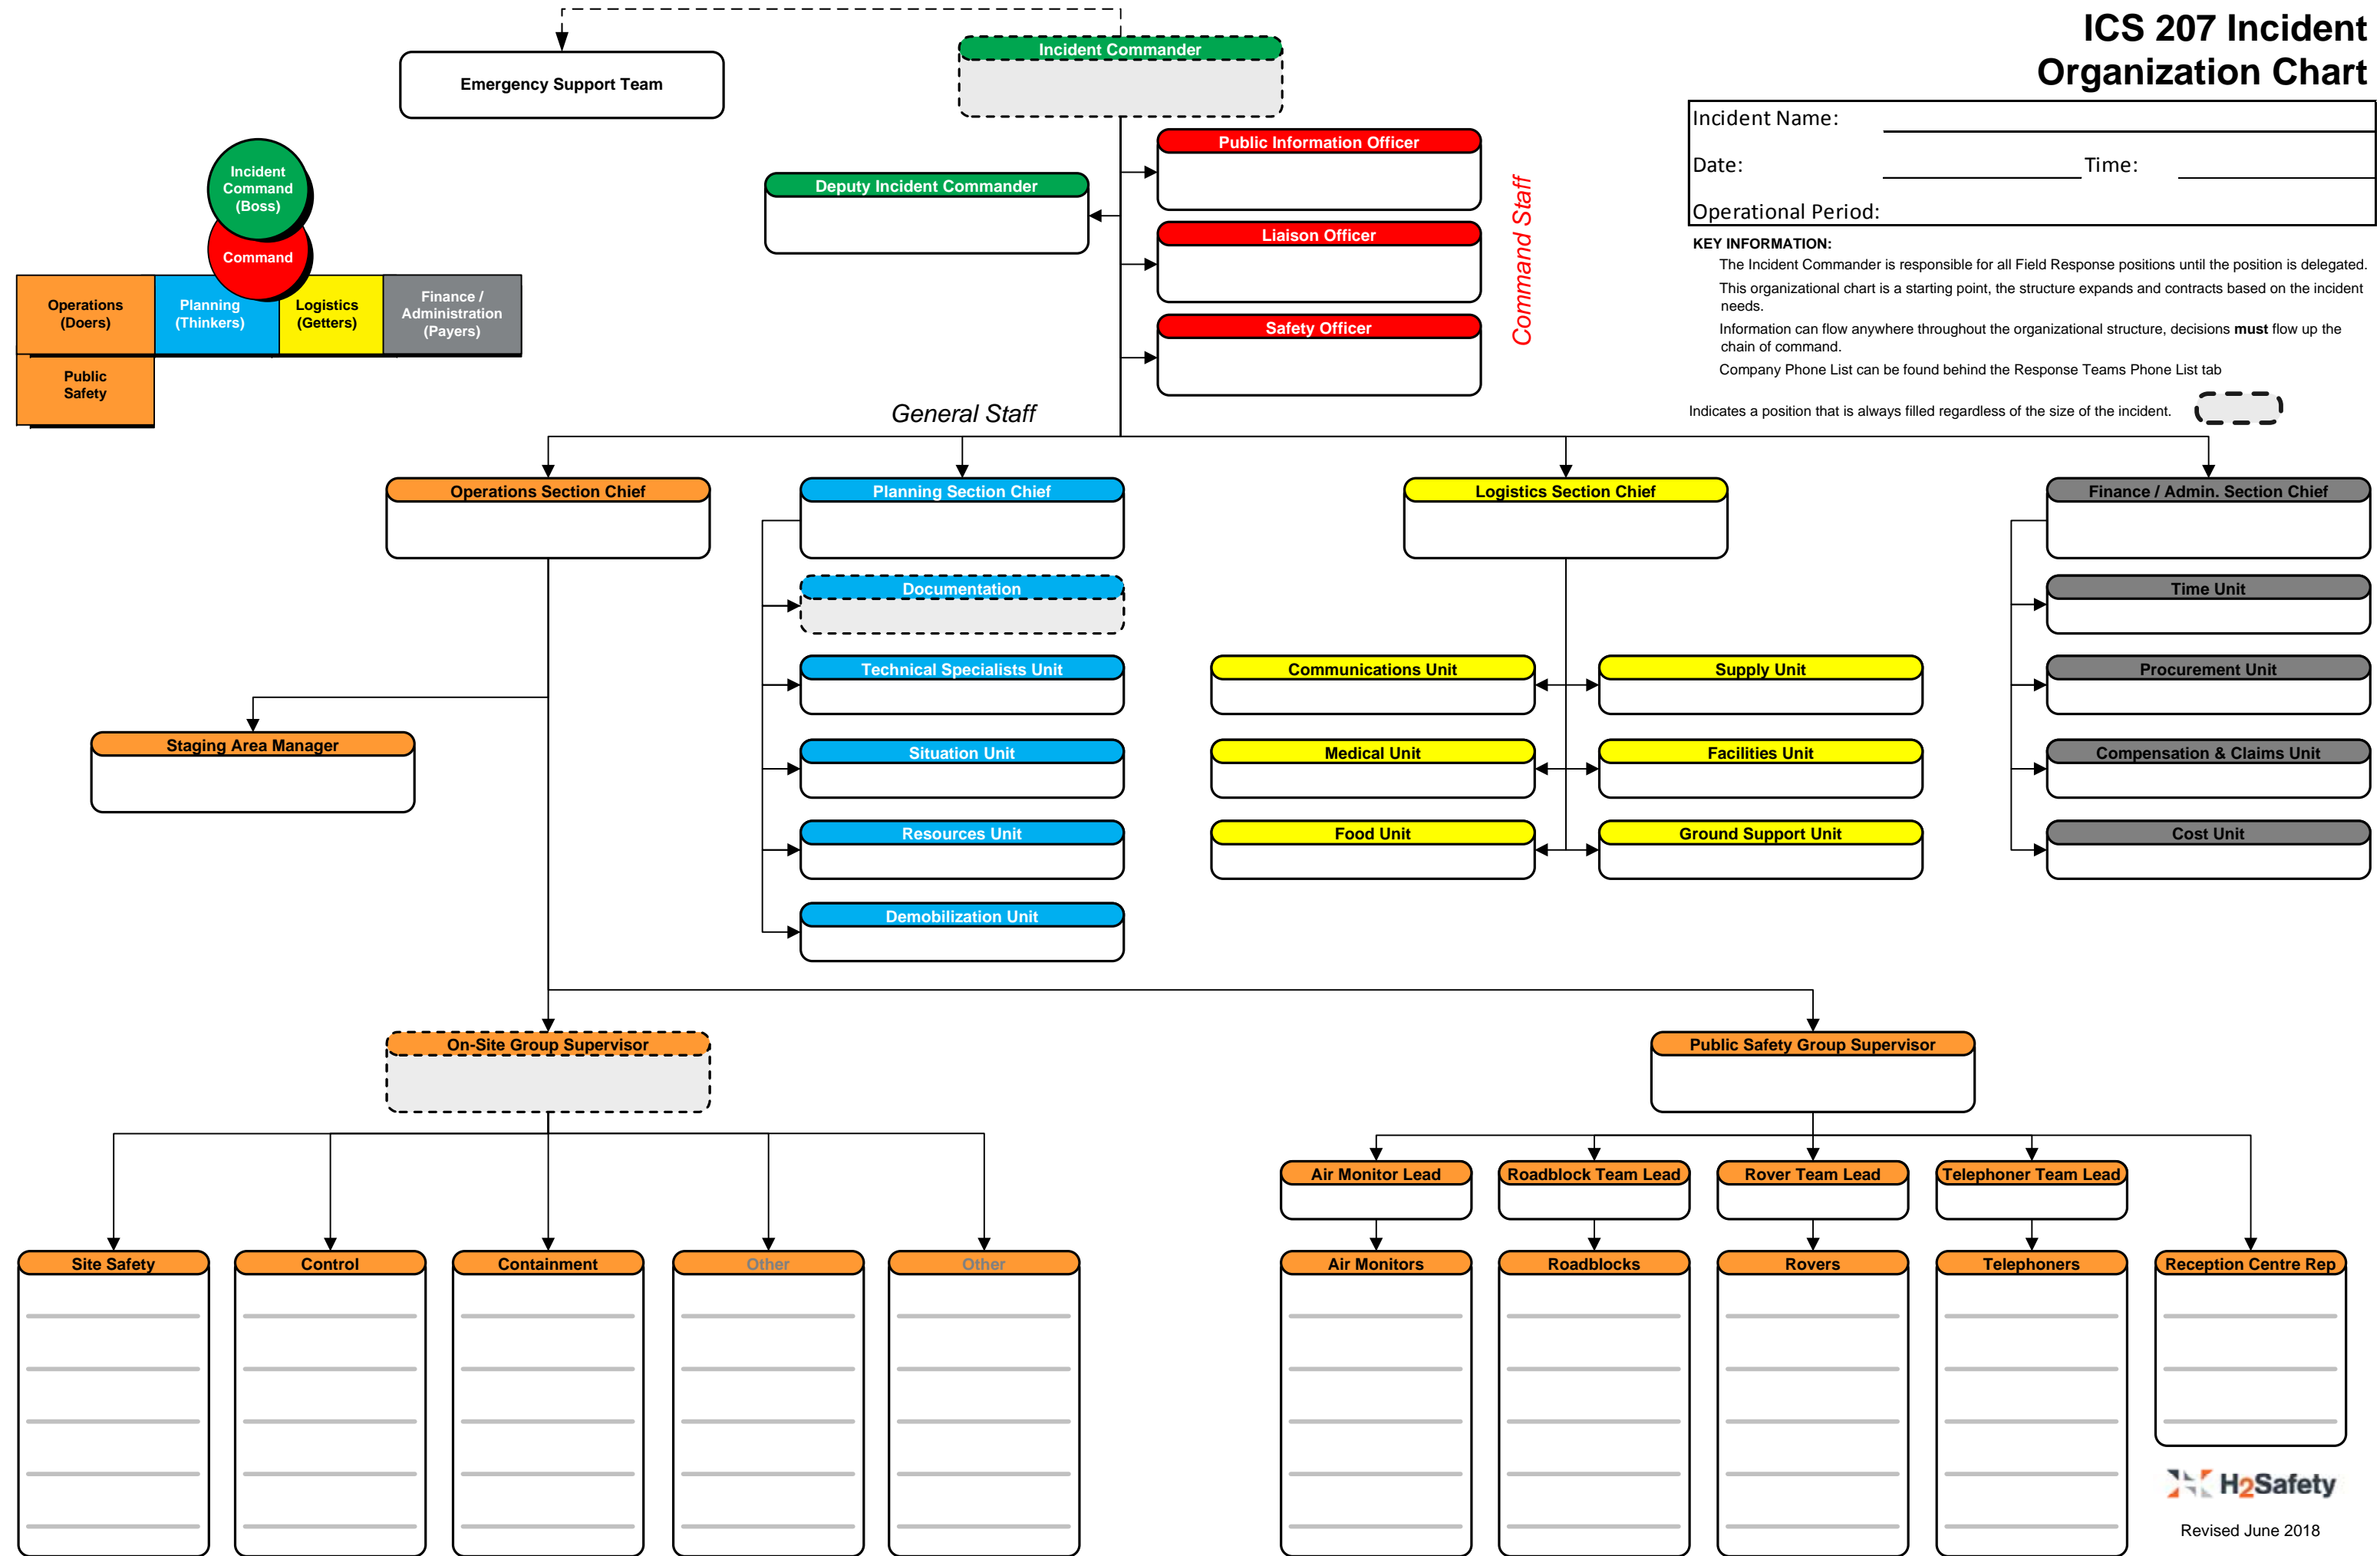 ICS 207 Incident
Organization Chart
Incident Commander
Emergency Support Team
Incident Name:
Date:
Time:
Operational Period:
Public Information Officer
Deputy Incident Commander
Liaison Officer
Safety Officer
Command Staff
Incident
Command
(Boss)
Command
Operations
(Doers)
Planning
(Thinkers)
Logistics
(Getters)
Finance /
Administration
(Payers)
Public
Safety
KEY INFORMATION:
The Incident Commander is responsible for all Field Response positions until the position is delegated.
This organizational chart is a starting point, the structure expands and contracts based on the incident
needs.
Information can flow anywhere throughout the organizational structure, decisions must flow up the
chain of command.
Company Phone List can be found behind the Response Teams Phone List tab
Indicates a position that is always filled regardless of the size of the incident.
General Staff
Operations Section Chief
Planning Section Chief
Logistics Section Chief
Finance / Admin. Section Chief
Documentation
Time Unit
Technical Specialists Unit
Communications Unit
Supply Unit
Procurement Unit
Staging Area Manager
Situation Unit
Medical Unit
Facilities Unit
Compensation & Claims Unit
Resources Unit
Food Unit
Ground Support Unit
Cost Unit
Demobilization Unit
On-Site Group Supervisor
Public Safety Group Supervisor
Air Monitor Lead
Roadblock Team Lead
Rover Team Lead
Telephoner Team Lead
Site Safety
Control
Containment
Other
Other
Air Monitors
Roadblocks
Rovers
Telephoners
Reception Centre Rep
H2Safety
Revised June 2018